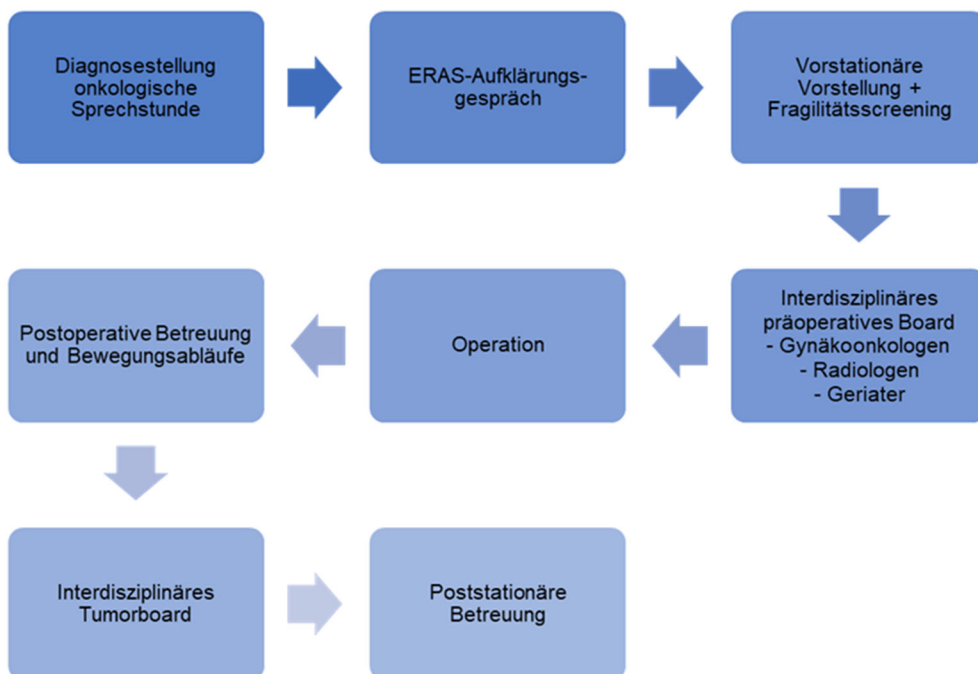 Diagnosestellung
onkologische
Sprechstunde
ERAS-Aufklärungs-
gespräch
Vorstationäre
Vorstellung +
Fragilitätsscreening
Interdisziplinäres
präoperatives Board
- Gynäkoonkologen
- Radiologen
- Geriater
Operation
Postoperative Betreuung
und Bewegungsabläufe
Interdisziplinäres
Tumorboard
Poststationäre
Betreuung